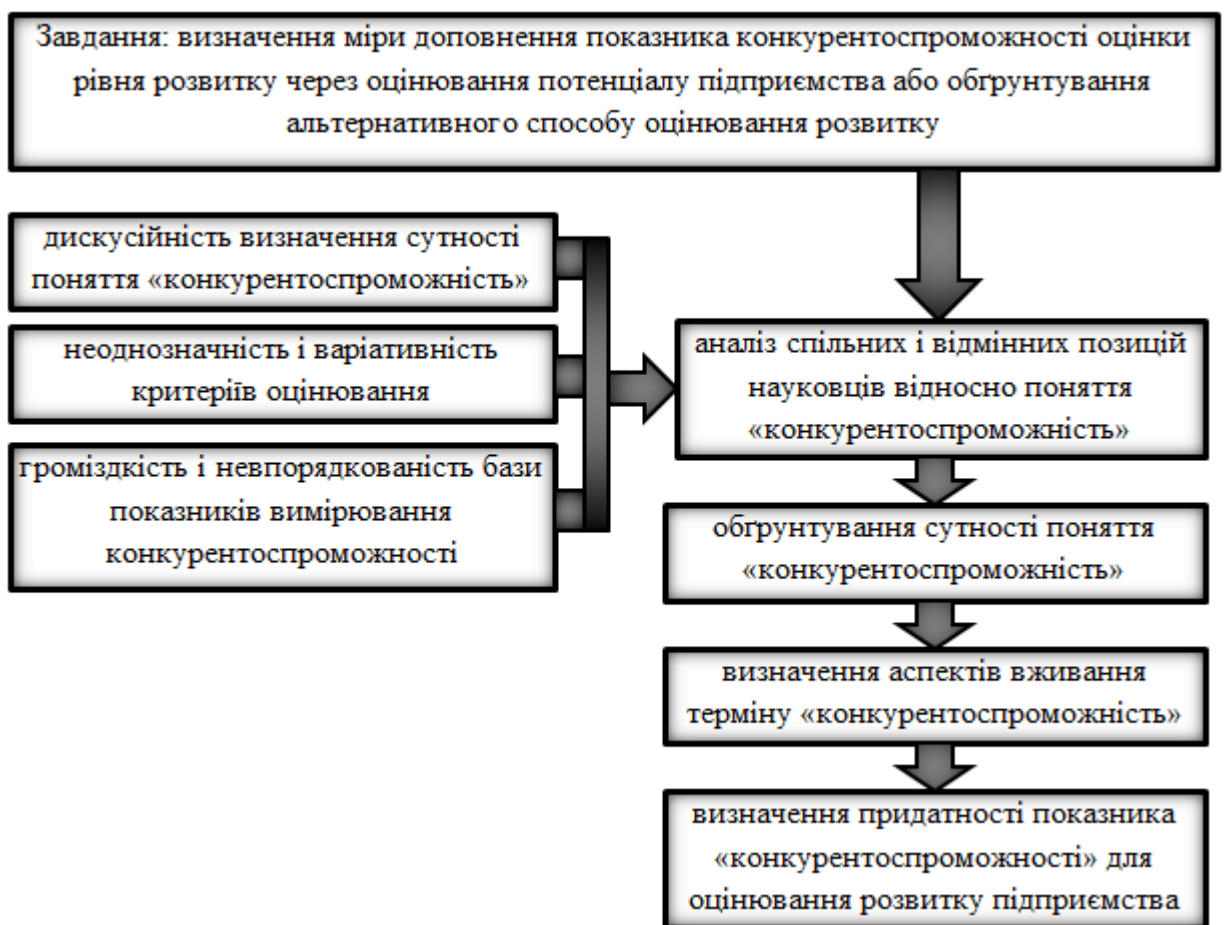 Завдання: визначення міри доповнення показника конкурентоспроможності оцінки
рівня розвитку через оцінювання потенціалу підприємства або обґрунтування
альтернативного способу оцінювання розвитку
дискусійність визначення сутності
поняття «конкурентоспроможність»
неоднозначність і варіативність
критеріїв оцінювання
громіздкість і невпорядкованість бази
показників вимірювання
конкурентоспроможності
аналіз спільних і відмінних позицій
науковців відносно поняття
«конкурентоспроможність»
обґрунтування сутності поняття
«конкурентоспроможність»
визначення аспектів вживання
терміну «конкурентоспроможність»
визначення придатності показника
«конкурентоспроможності» для
оцінювання розвитку підприємства